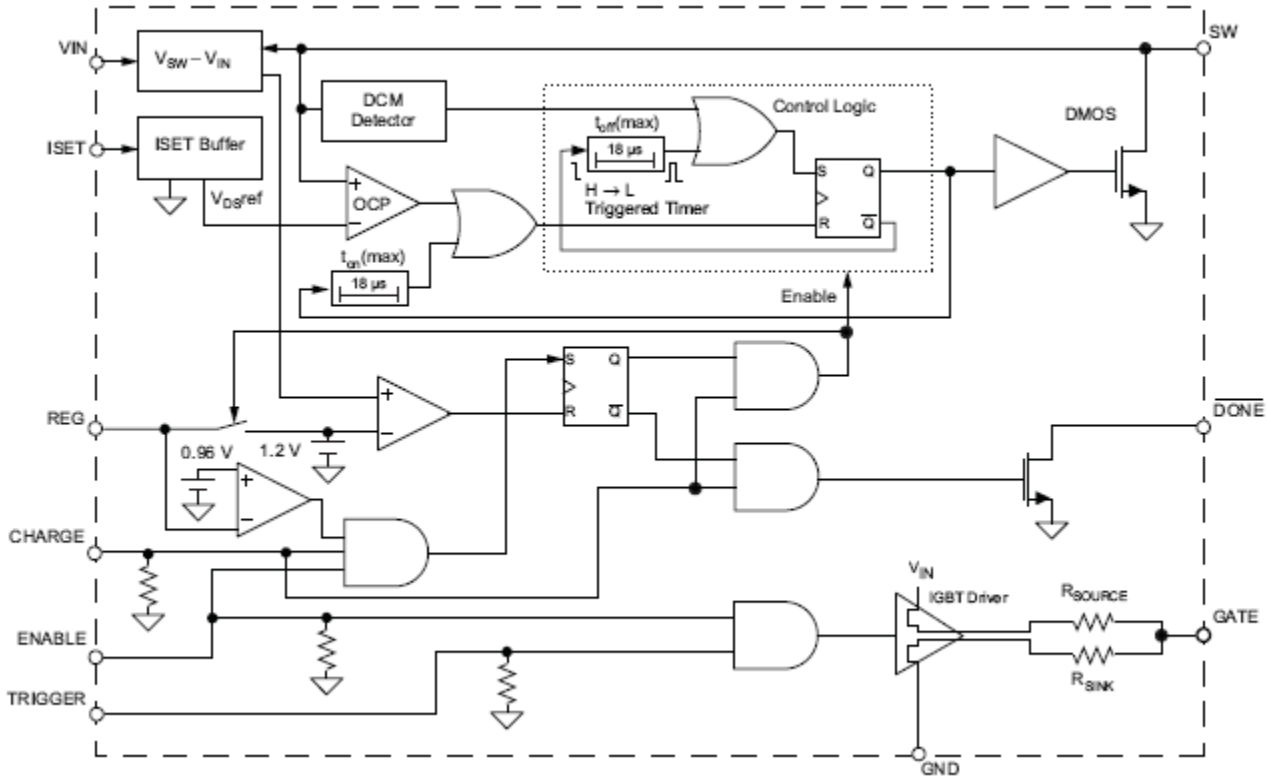 SW
VIN
V_SW – V_IN
DCM
Detector
Control Logic
t_off(max)
DMOS
18 µs
ISET
ISET Buffer
V_DSref
+
OCP
–
H → L
Triggered Timer
S
Q
R
Q̅
t_on(max)
18 µs
Enable
S
Q
R
Q̅
+
–
REG
DONE
0.96 V
1.2 V
+
–
CHARGE
V_IN
IGBT Driver
R_SOURCE
GATE
ENABLE
R_SINK
TRIGGER
GND